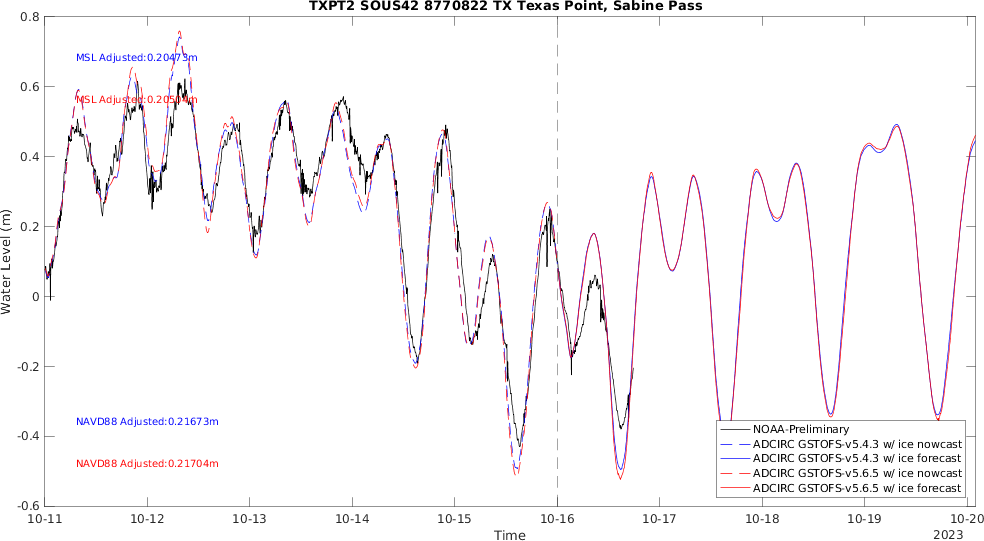 TXPT2 SOUS42 8770822 TX Texas Point, Sabine Pass
0.8
0.6
0.4
0.2
0
-0.2
-0.4
-0.6
Water Level (m)
MSL Adjusted:0.20473m
MSL Adjusted:
NAVD88 Adjusted:0.21673m
NAVD88 Adjusted:0.21704m
NOAA-Preliminary
ADCIRC GSTOFS-v5.4.3 w/ ice nowcast
ADCIRC GSTOFS-v5.4.3 w/ ice forecast
ADCIRC GSTOFS-v5.6.5 w/ ice nowcast
ADCIRC GSTOFS-v5.6.5 w/ ice forecast
10-11 10-12 10-13 10-14 10-15 10-16 10-17 10-18 10-19 10-20
Time
2023